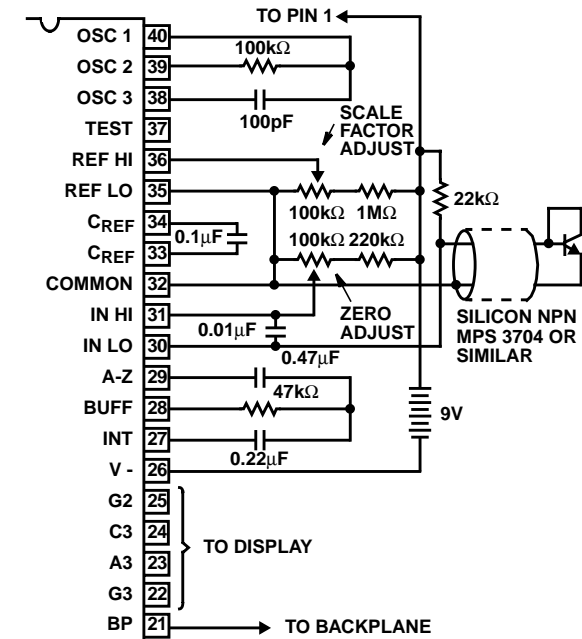 TO PIN 1
OSC 1 40
100kΩ
OSC 2 39
OSC 3 38
100pF
TEST 37
SCALE
FACTOR
ADJUST
REF HI 36
REF LO 35
100kΩ 1MΩ
22kΩ
CREF 34
0.1μF
CREF 33
100kΩ 220kΩ
COMMON 32
ZERO
ADJUST
SILICON NPN
MPS 3704 OR
SIMILAR
IN HI 31
0.01μF
IN LO 30
0.47μF
A-Z 29
47kΩ
BUFF 28
9V
INT 27
0.22μF
V - 26
G2 25
C3 24
TO DISPLAY
A3 23
G3 22
BP 21
TO BACKPLANE